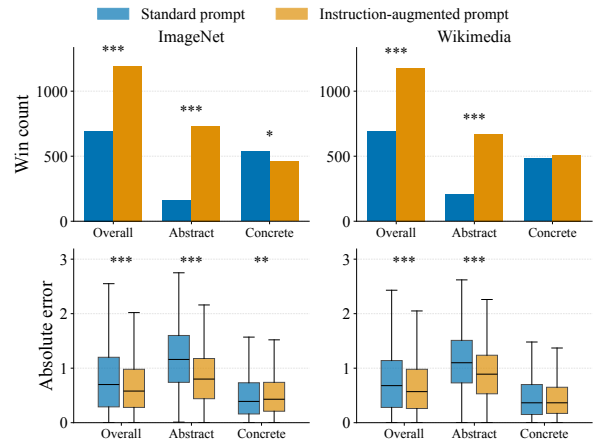 Standard prompt Instruction-augmented prompt
ImageNet Wikimedia
Win count
1000
500
0
***
***
*
Overall Abstract Concrete
1000
500
0
***
***
Overall Abstract Concrete
Absolute error
3
2
1
0
*** *** **
Overall Abstract Concrete
3
2
1
0
*** ***
Overall Abstract Concrete